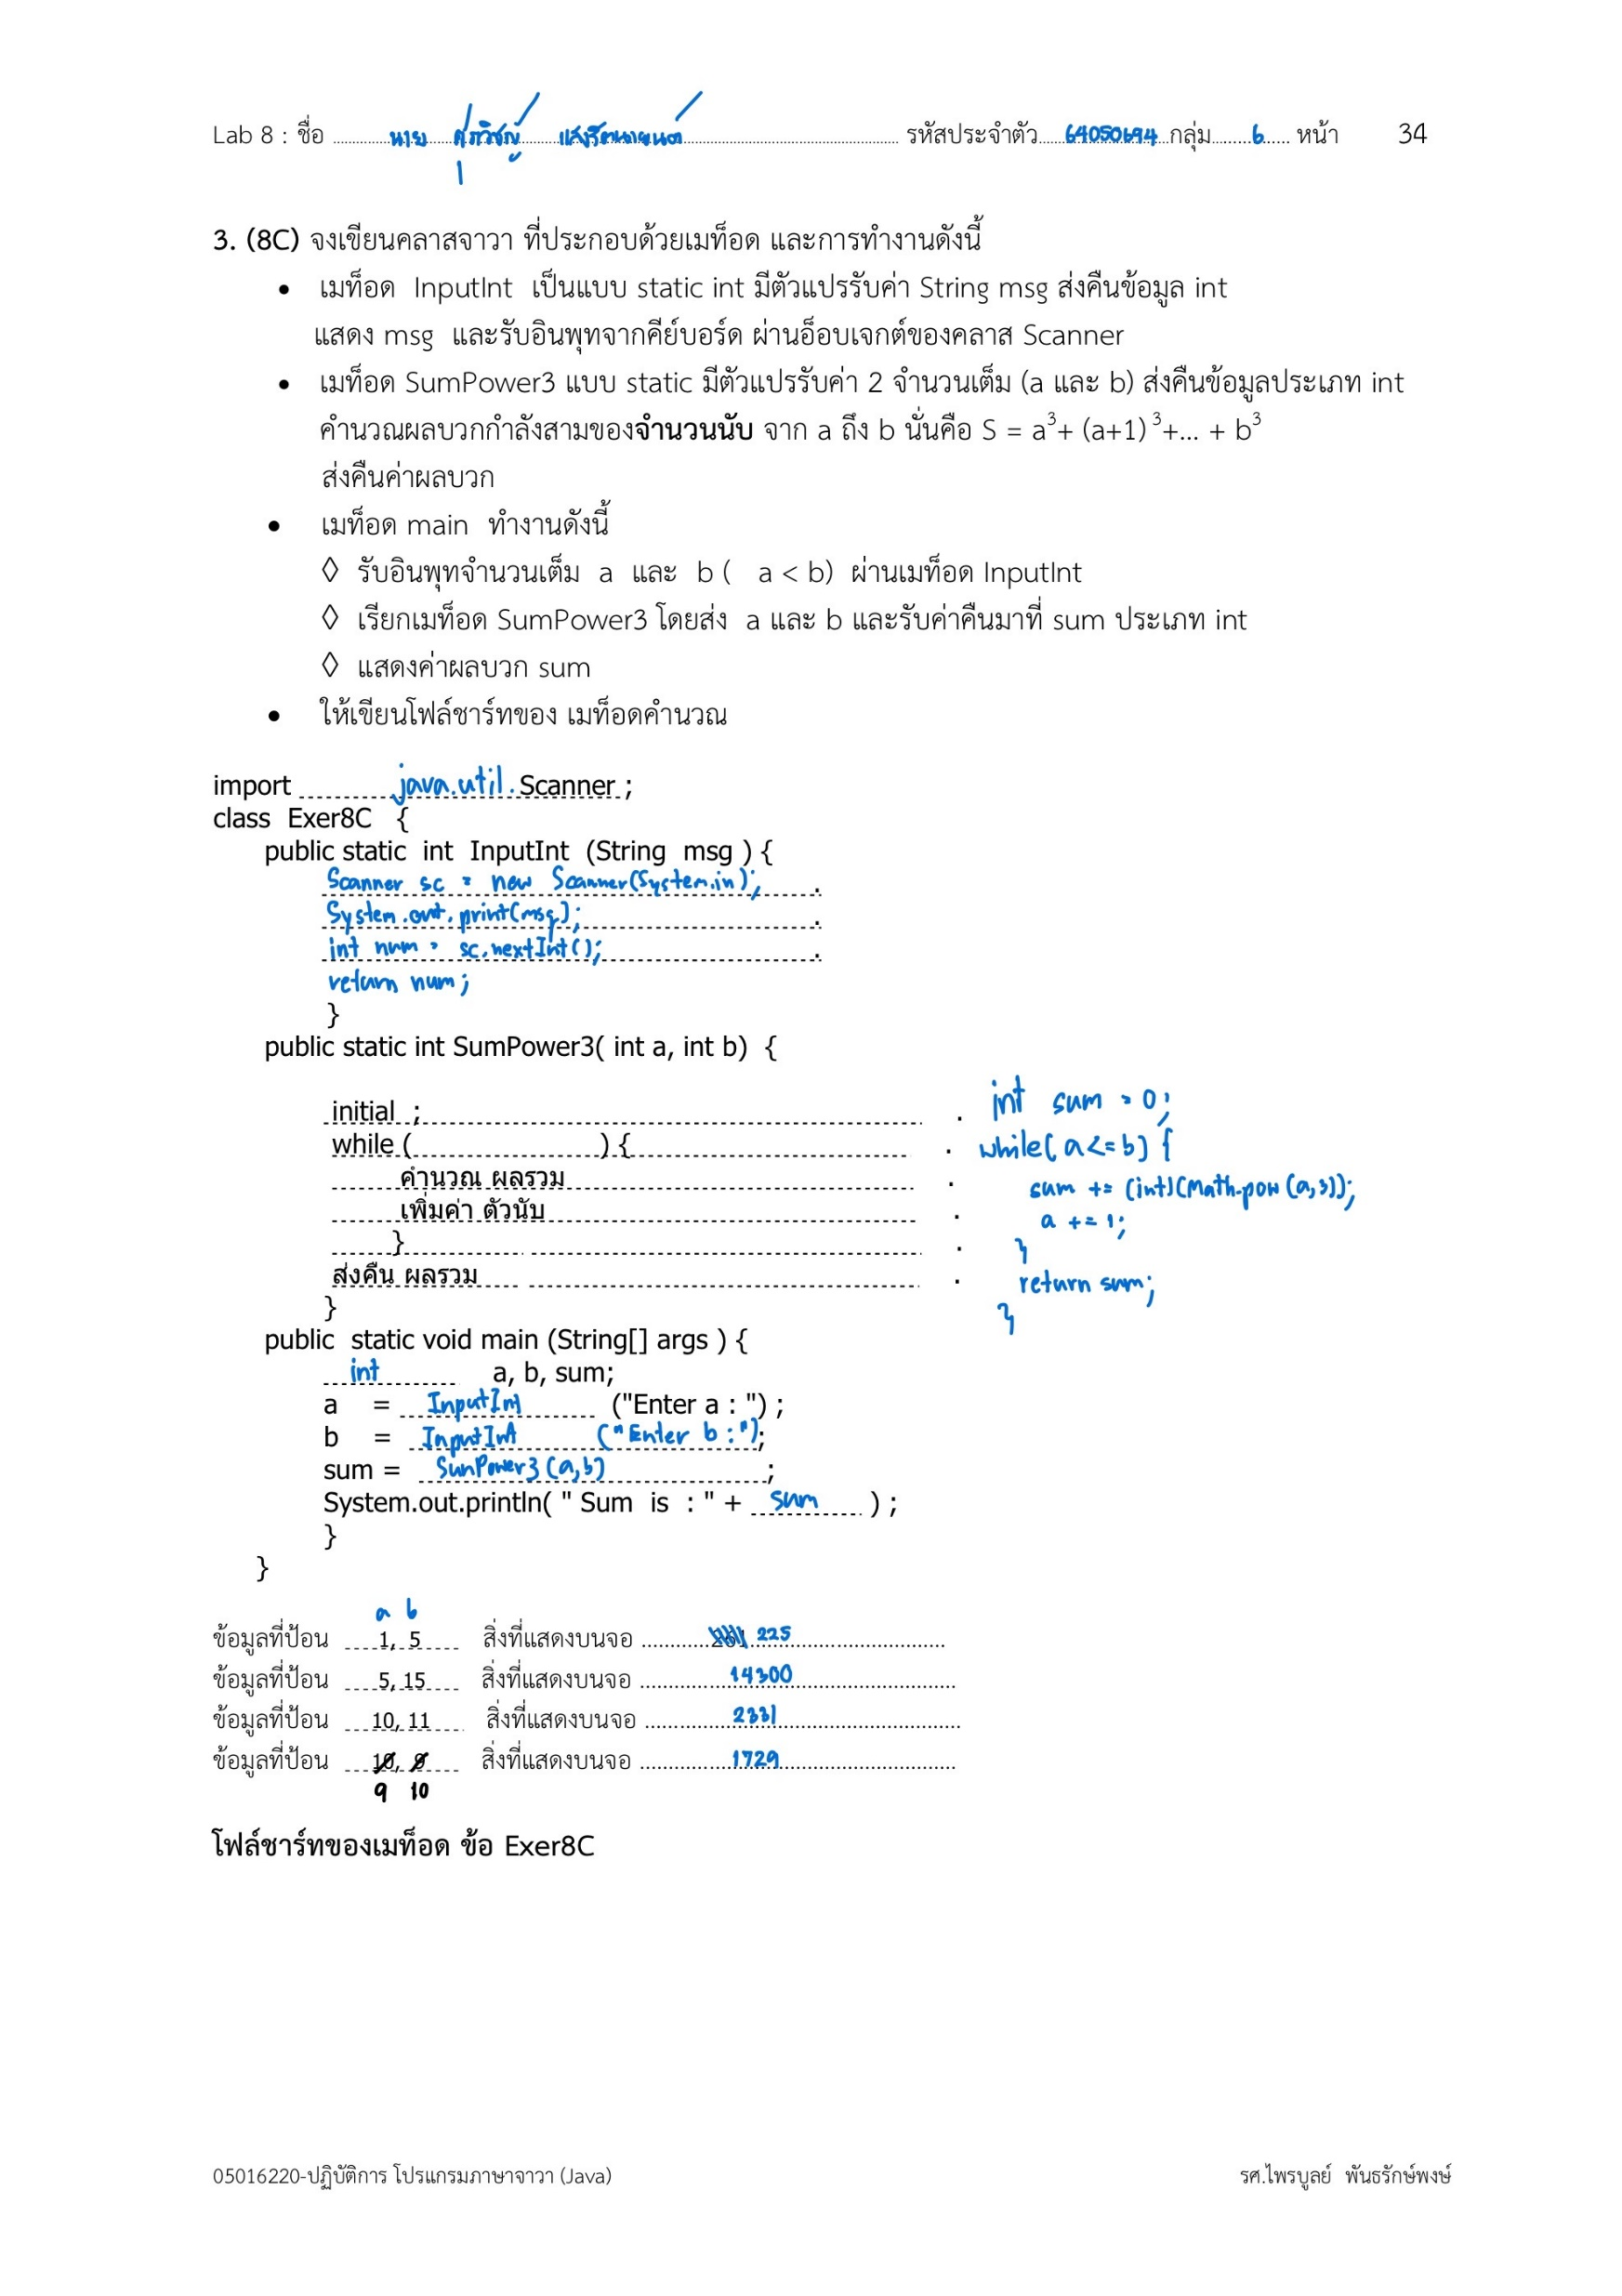 Lab 8 : ชื่อ นาย ศุภวิชญ์ รหัสประจำตัว 64050694 กลุ่ม 6 หน้า 34
3. (8C) จงเขียนคลาสจาวา ที่ประกอบด้วยเมท็อด และการทำงานดังนี้
• เมท็อด InputInt เป็นแบบ static int มีตัวแปรรับค่า String msg ส่งคืนข้อมูล int
แสดง msg และรับอินพุทจากคีย์บอร์ด ผ่านอ็อบเจกต์ของคลาส Scanner
• เมท็อด SumPower3 แบบ static มีตัวแปรรับค่า 2 จำนวนเต็ม (a และ b) ส่งคืนข้อมูลประเภท int
คำนวณผลบวกกำลังสามของจำนวนนับ จาก a ถึง b นั่นคือ S = a³+ (a+1)³+... + b³
ส่งคืนค่าผลบวก
• เมท็อด main ทำงานดังนี้
◊ รับอินพุทจำนวนเต็ม a และ b ( a < b) ผ่านเมท็อด InputInt
◊ เรียกเมท็อด SumPower3 โดยส่ง a และ b และรับค่าคืนมาที่ sum ประเภท int
◊ แสดงค่าผลบวก sum
• ให้เขียนโฟล์ชาร์ทของ เมท็อดคำนวณ
import java.util. Scanner ;
class Exer8C {
public static int InputInt (String msg ) {
Scanner sc = new Scanner(System.in);
System.out.print(msg);
int num = sc.nextInt();
return num;
}
public static int SumPower3( int a, int b) {
initial ; int sum = 0;
while ( ) { while(a<=b) {
คำนวณ ผลรวม sum += (int)(Math.pow(a,3));
เพิ่มค่า ตัวนับ a += 1;
} }
ส่งคืน ผลรวม return sum;
} }
public static void main (String[] args ) {
int a, b, sum;
a = InputInt ("Enter a : ") ;
b = InputInt ("Enter b : ");
sum = SumPower3(a,b) ;
System.out.println( " Sum is : " + sum ) ;
}
}
a b
ข้อมูลที่ป้อน 1, 5 สิ่งที่แสดงบนจอ 225
ข้อมูลที่ป้อน 5, 15 สิ่งที่แสดงบนจอ 14300
ข้อมูลที่ป้อน 10, 11 สิ่งที่แสดงบนจอ 2331
ข้อมูลที่ป้อน 10, 9 สิ่งที่แสดงบนจอ 1729
9 10
โฟล์ชาร์ทของเมท็อด ข้อ Exer8C
05016220-ปฏิบัติการ โปรแกรมภาษาจาวา (Java) รศ.ไพรบูลย์ พันธรักษ์พงษ์